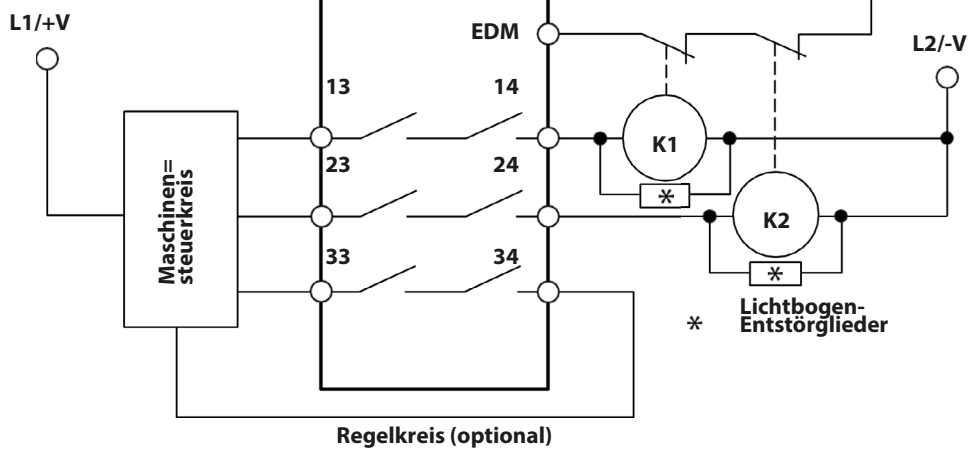 L1/+V
EDM
L2/-V
13
14
K1
*
23
24
K2
*
Maschinen=
steuerkreis
33
34
* Lichtbogen-
Entstörglieder
Regelkreis (optional)